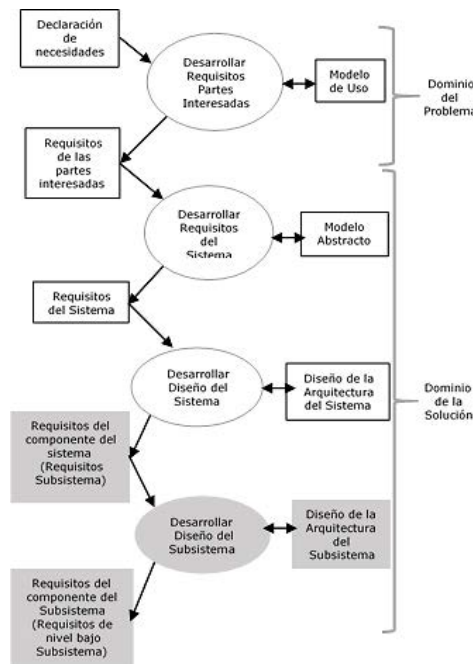 Declaración
de
necesidades
Desarrollar
Requisitos
Partes
Interesadas
Modelo
de Uso
Dominio
del
Problema
Requisitos
de las
partes
interesadas
Desarrollar
Requisitos
del
Sistema
Modelo
Abstracto
Requisitos
del Sistema
Desarrollar
Diseño del
Sistema
Diseño de la
Arquitectura
del Sistema
Dominio
de la
Solución
Requisitos del
componente del
sistema
(Requisitos
Subsistema)
Desarrollar
Diseño del
Subsistema
Diseño de la
Arquitectura
del
Subsistema
Requisitos del
componente del
Subsistema
(Requisitos de
nivel bajo
Subsistema)